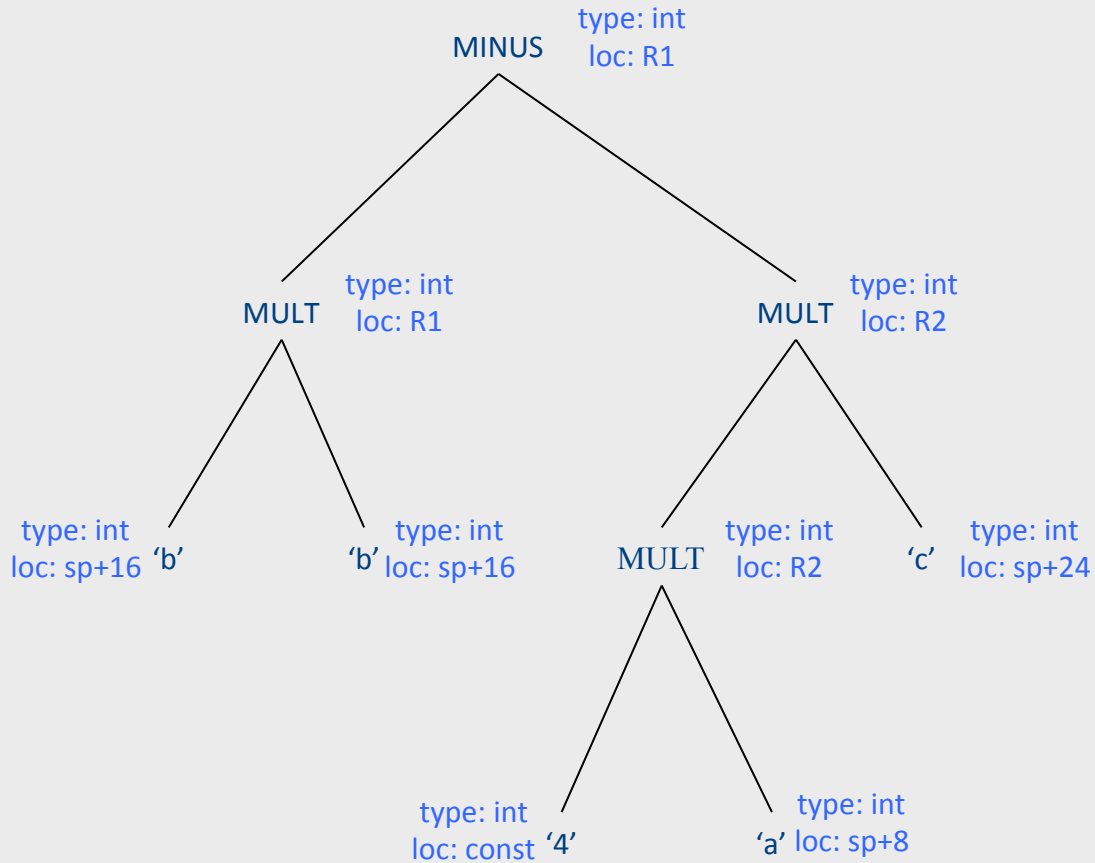 type: int
MINUS
loc: R1
type: int
MULT
loc: R1
type: int
MULT
loc: R2
type: int
loc: sp+16
‘b’
‘b’
type: int
loc: sp+16
MULT
type: int
loc: R2
‘c’
type: int
loc: sp+24
type: int
loc: const
‘4’
‘a’
type: int
loc: sp+8